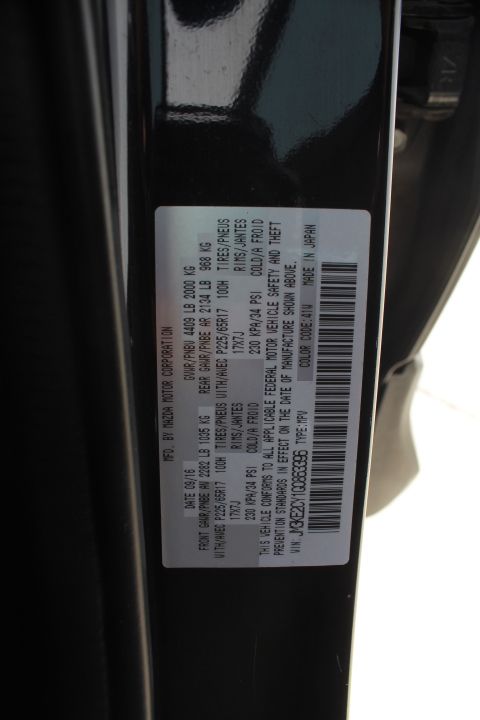 MFD. BY MAZDA MOTOR CORPORATION
DATE 09/16 GVWR/PNBV 4409 LB 2000 KG
FRONT GAWR/PNBE AV 2282 LB 1035 KG REAR GAWR/PNBE AR 2134 LB 968 KG
WITH/AVEC P225/65R17 100H TIRES/PNEUS WITH/AVEC P225/65R17 100H TIRES/PNEUS
17X7J RIMS/JANTES 17X7J RIMS/JANTES
230 KPA/34 PSI COLD/A FROID 230 KPA/34 PSI COLD/A FROID
THIS VEHICLE CONFORMS TO ALL APPLICABLE FEDERAL MOTOR VEHICLE SAFETY AND THEFT
PREVENTION STANDARDS IN EFFECT ON THE DATE OF MANUFACTURE SHOWN ABOVE.
VIN: JM3KE2CY1G0863396 TYPE:MPV COLOR CODE:41W MADE IN JAPAN